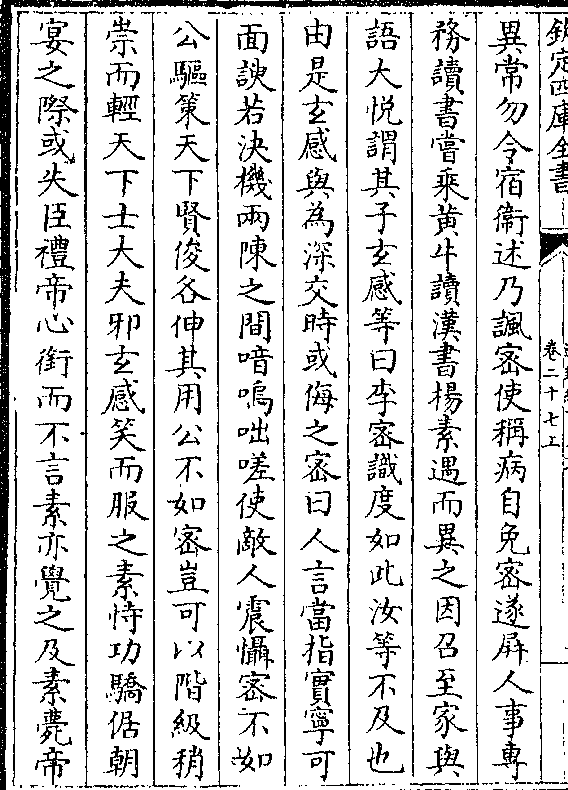 欽定四庫全書
卷二十七上
異常勿令宿衛述乃諷密使稱病自免密遂屏人事專
務讀書嘗乘黃牛讀漢書楊素遇而異之因召至家與
語大悅謂其子玄感等曰李密識度如此汝等不及也
由是玄感與為深交時或侮之密曰人言當指實寧可
面諛若決機兩陳之間喑嗚咄嗟使敵人震懾密不如
公驅策天下賢俊各伸其用公不如密豈可以階級稍
崇而輕天下士大夫邪玄感笑而服之素恃功驕倨朝
宴之際或失臣禮帝心銜而不言素亦覺之及素薨帝